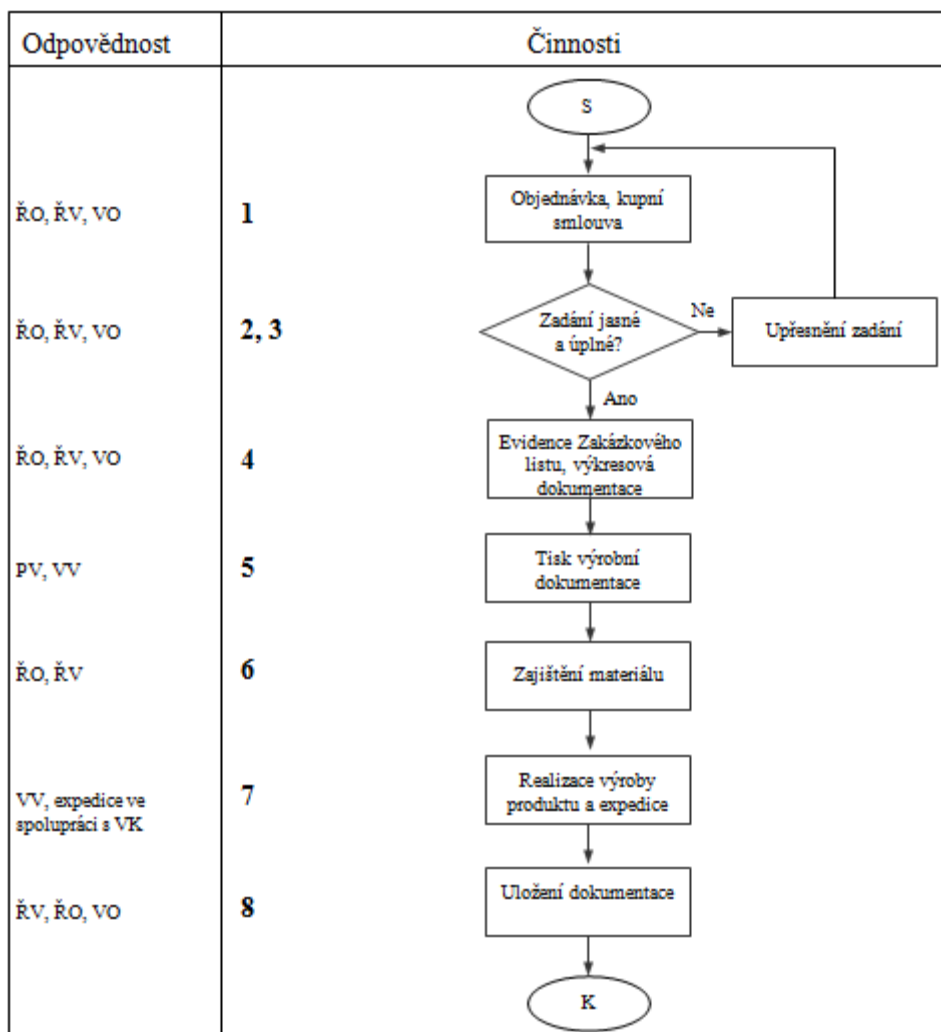 Odpovědnost
Činnosti
S
ŘO, ŘV, VO
1
Objednávka, kupní
smlouva
ŘO, ŘV, VO
2, 3
Zadání jasné
a úplné?
Ne
Upřesnění zadání
Ano
ŘO, ŘV, VO
4
Evidence Zakázkového
listu, výkresová
dokumentace
PV, VV
5
Tisk výrobní
dokumentace
ŘO, ŘV
6
Zajištění materiálu
VV, expedice ve
spolupráci s VK
7
Realizace výroby
produktu a expedice
ŘV, ŘO, VO
8
Uložení dokumentace
K